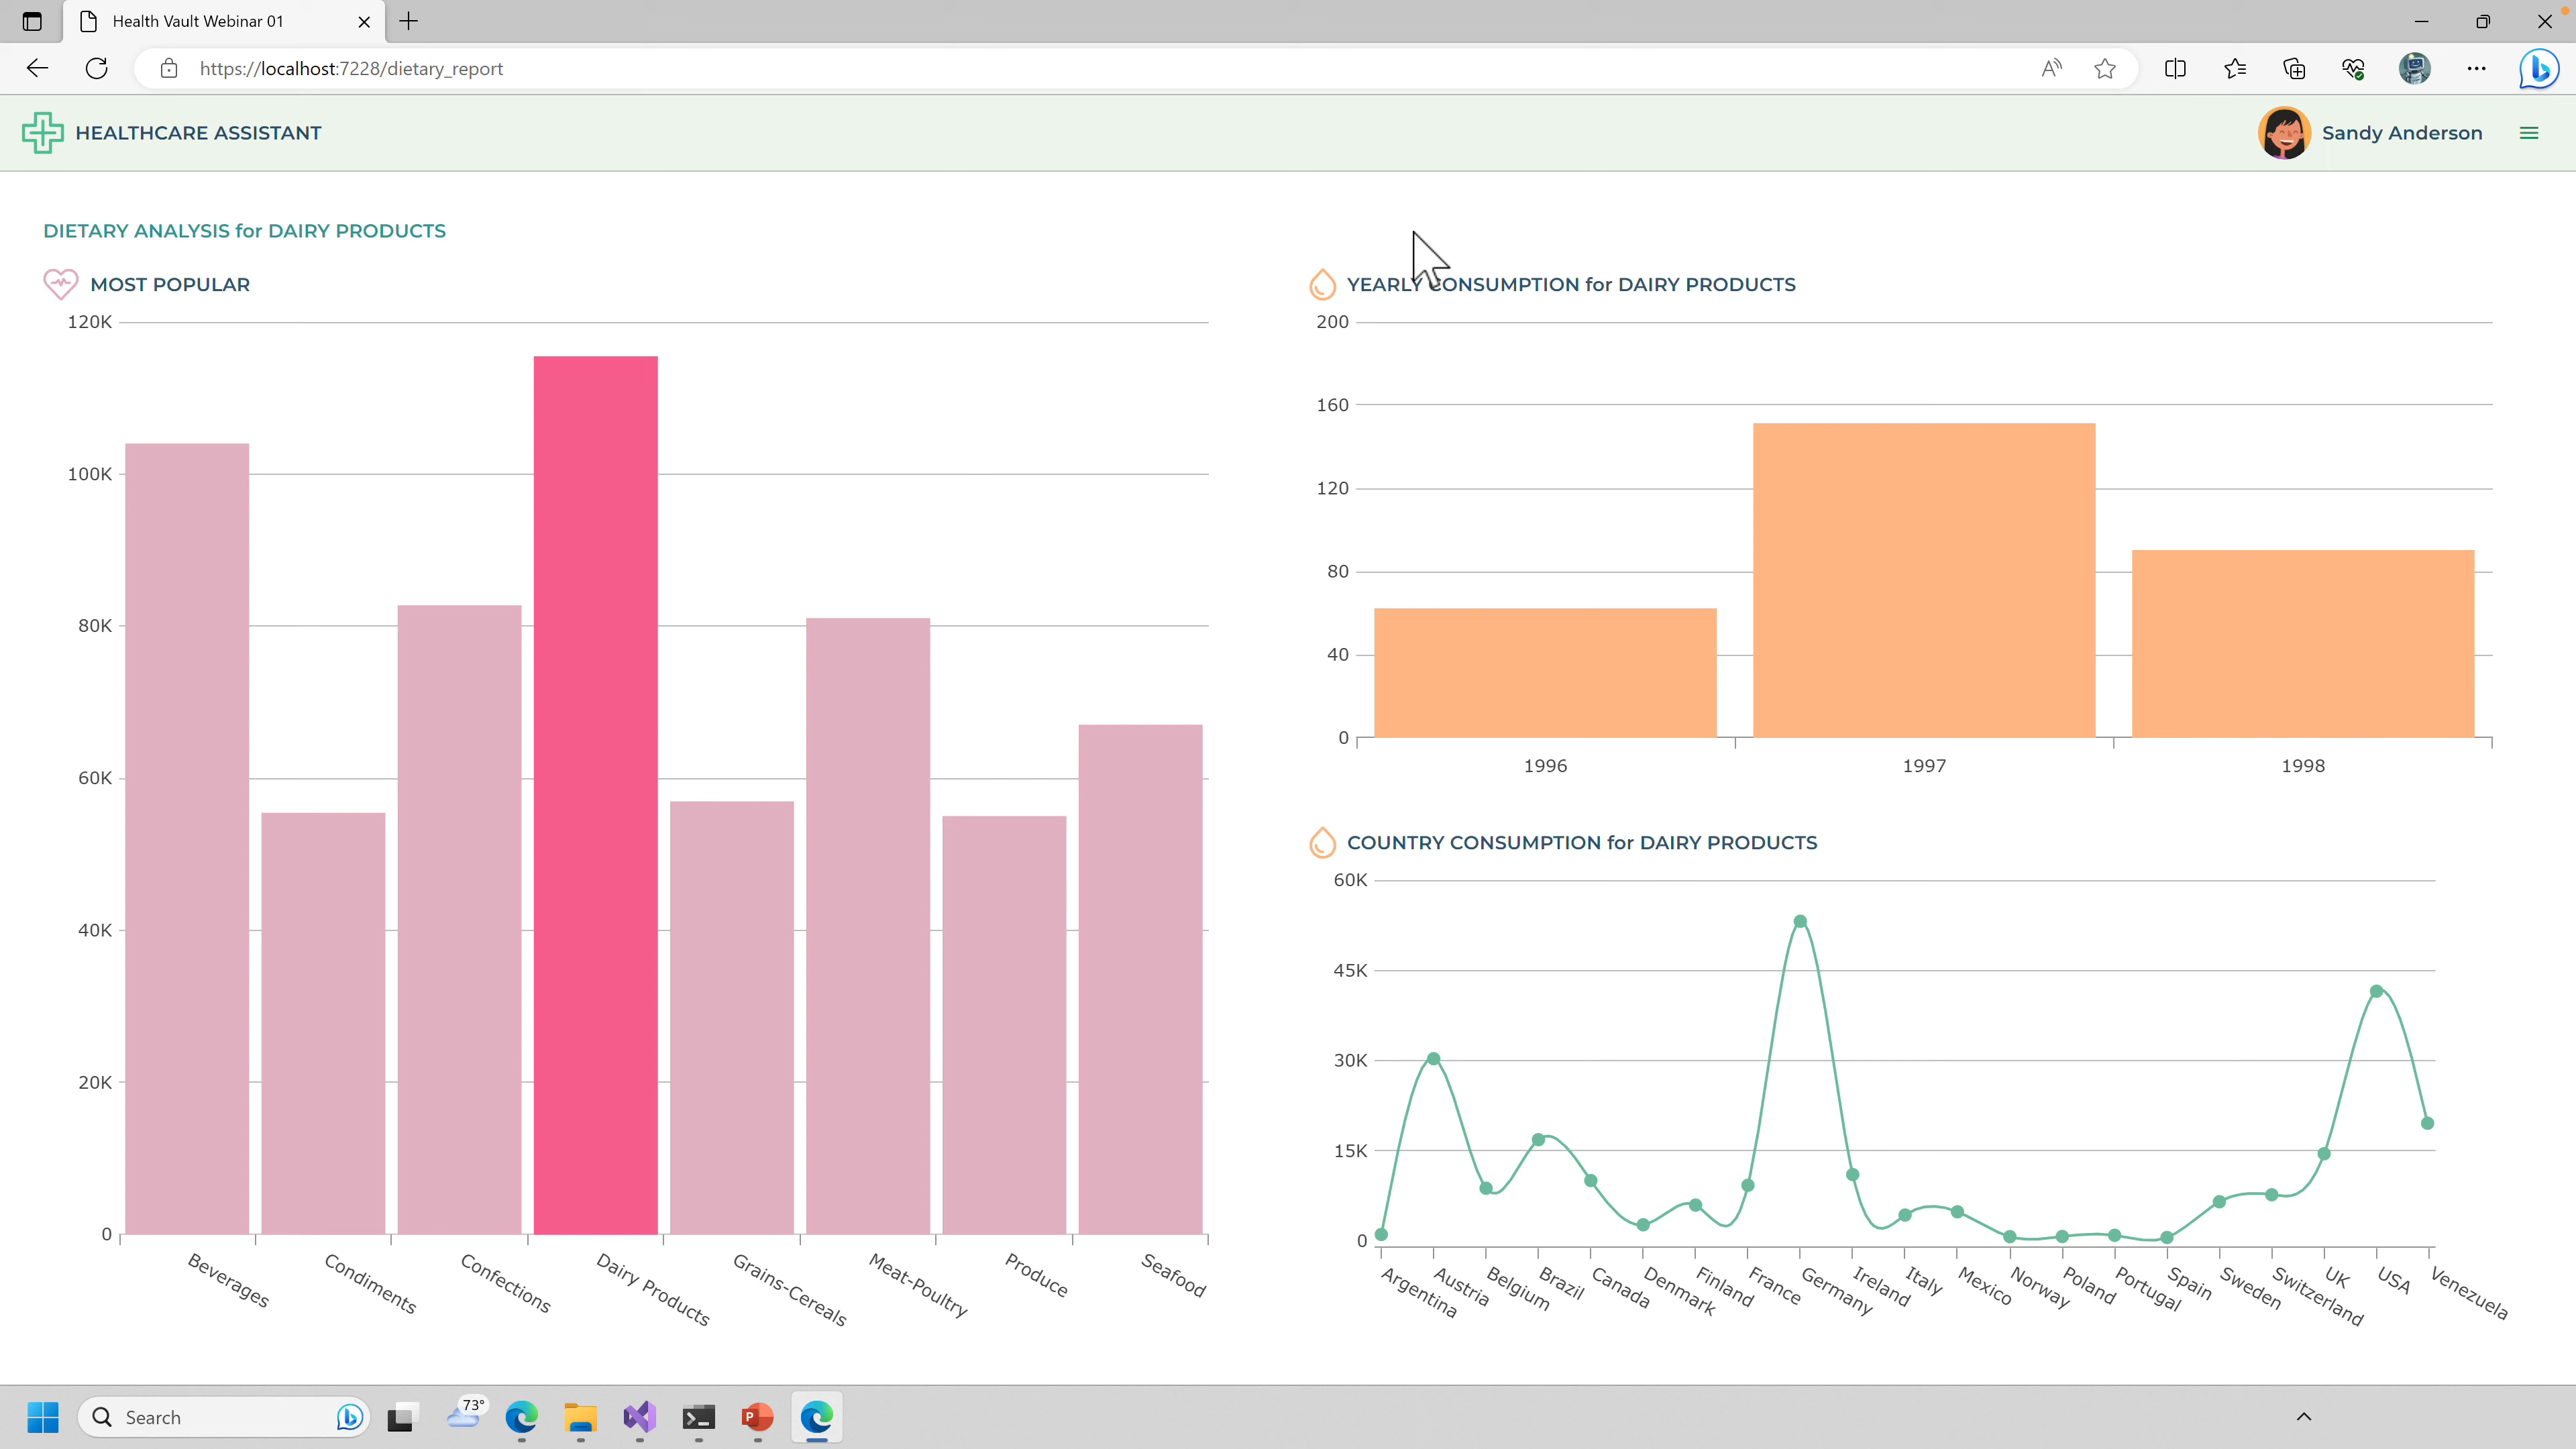 Health Vault Webinar 01
https://localhost:7228/dietary_report
HEALTHCARE ASSISTANT
Sandy Anderson
DIETARY ANALYSIS for DAIRY PRODUCTS
MOST POPULAR
120K
100K
80K
60K
40K
20K
0
Beverages
Condiments
Confections
Dairy Products
Grains-Cereals
Meat-Poultry
Produce
Seafood
YEARLY CONSUMPTION for DAIRY PRODUCTS
200
160
120
80
40
0
1996
1997
1998
COUNTRY CONSUMPTION for DAIRY PRODUCTS
60K
45K
30K
15K
0
Argentina
Austria
Belgium
Brazil
Canada
Denmark
Finland
France
Germany
Ireland
Italy
Mexico
Norway
Poland
Portugal
Spain
Sweden
Switzerland
UK
USA
Venezuela
Search
73°